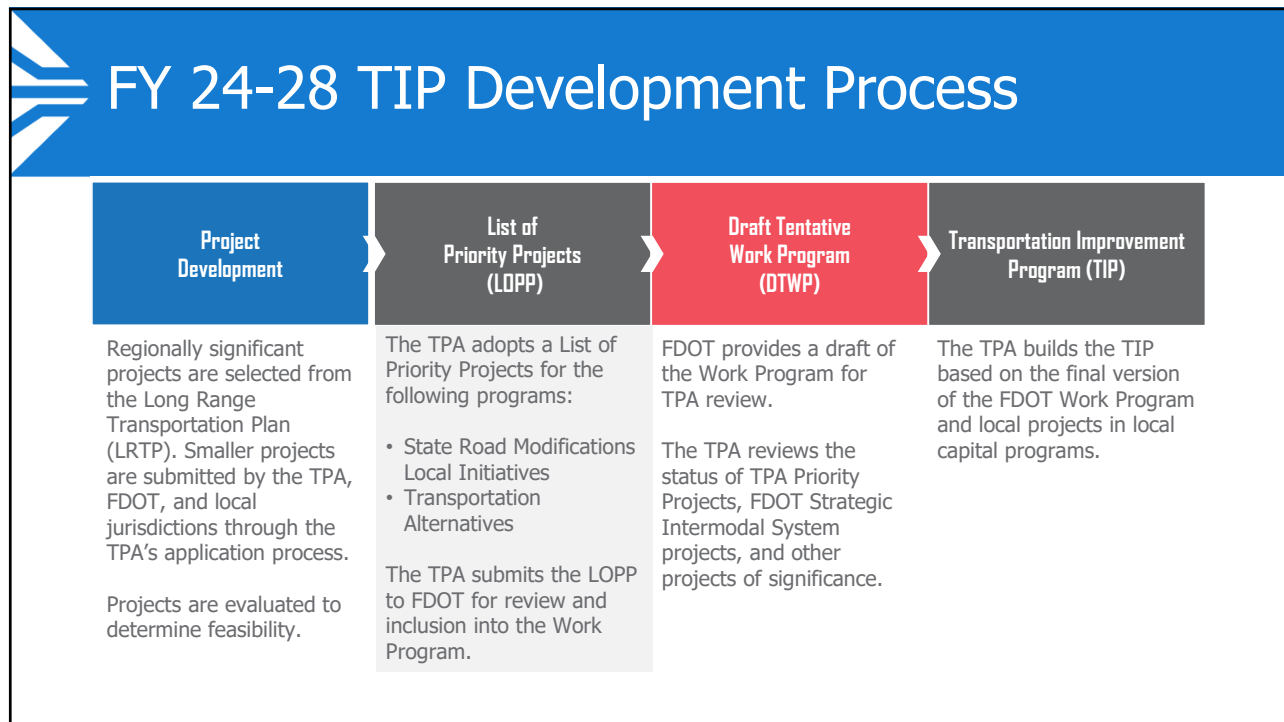 FY 24-28 TIP Development Process
Project
Development
List of
Priority Projects
(LOPP)
Draft Tentative
Work Program
(DTWP)
Transportation Improvement
Program (TIP)
Regionally significant
projects are selected from
the Long Range
Transportation Plan
(LRTP). Smaller projects
are submitted by the TPA,
FDOT, and local
jurisdictions through the
TPA's application process.
Projects are evaluated to
determine feasibility.
The TPA adopts a List of
Priority Projects for the
following programs:
• State Road Modifications
Local Initiatives
• Transportation
Alternatives
The TPA submits the LOPP
to FDOT for review and
inclusion into the Work
Program.
FDOT provides a draft of
the Work Program for
TPA review.
The TPA reviews the
status of TPA Priority
Projects, FDOT Strategic
Intermodal System
projects, and other
projects of significance.
The TPA builds the TIP
based on the final version
of the FDOT Work Program
and local projects in local
capital programs.